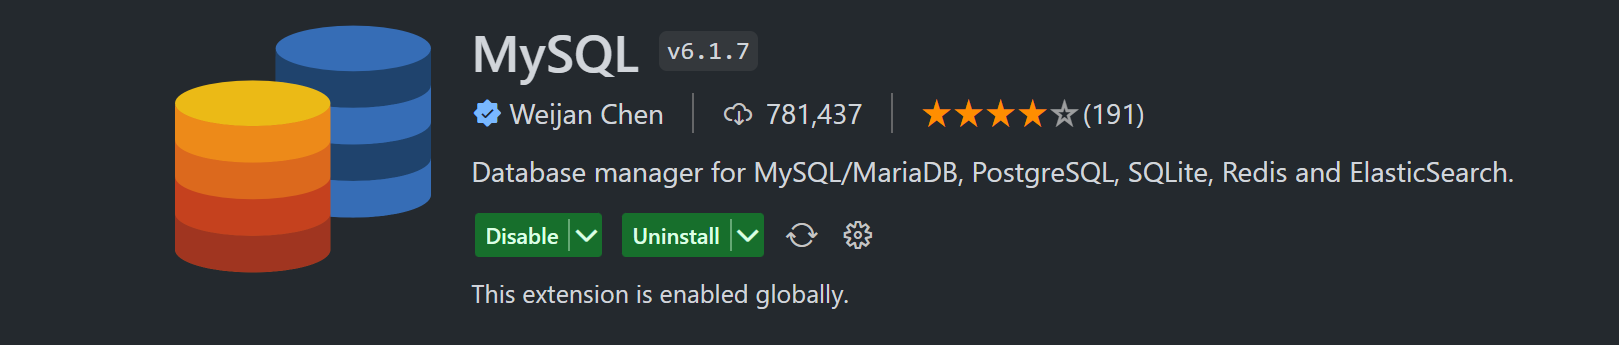 MySQL v6.1.7
Weijan Chen 781,437 (191)
Database manager for MySQL/MariaDB, PostgreSQL, SQLite, Redis and ElasticSearch.
Disable Uninstall
This extension is enabled globally.